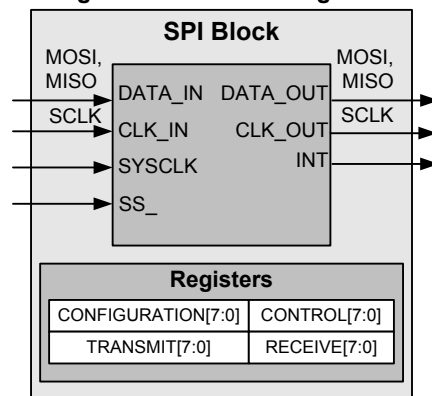 SPI Block
MOSI,
MISO
MOSI,
MISO
DATA_IN DATA_OUT
SCLK
SCLK
CLK_IN CLK_OUT
SYSCLK INT
SS_
Registers
CONFIGURATION[7:0] CONTROL[7:0]
TRANSMIT[7:0] RECEIVE[7:0]